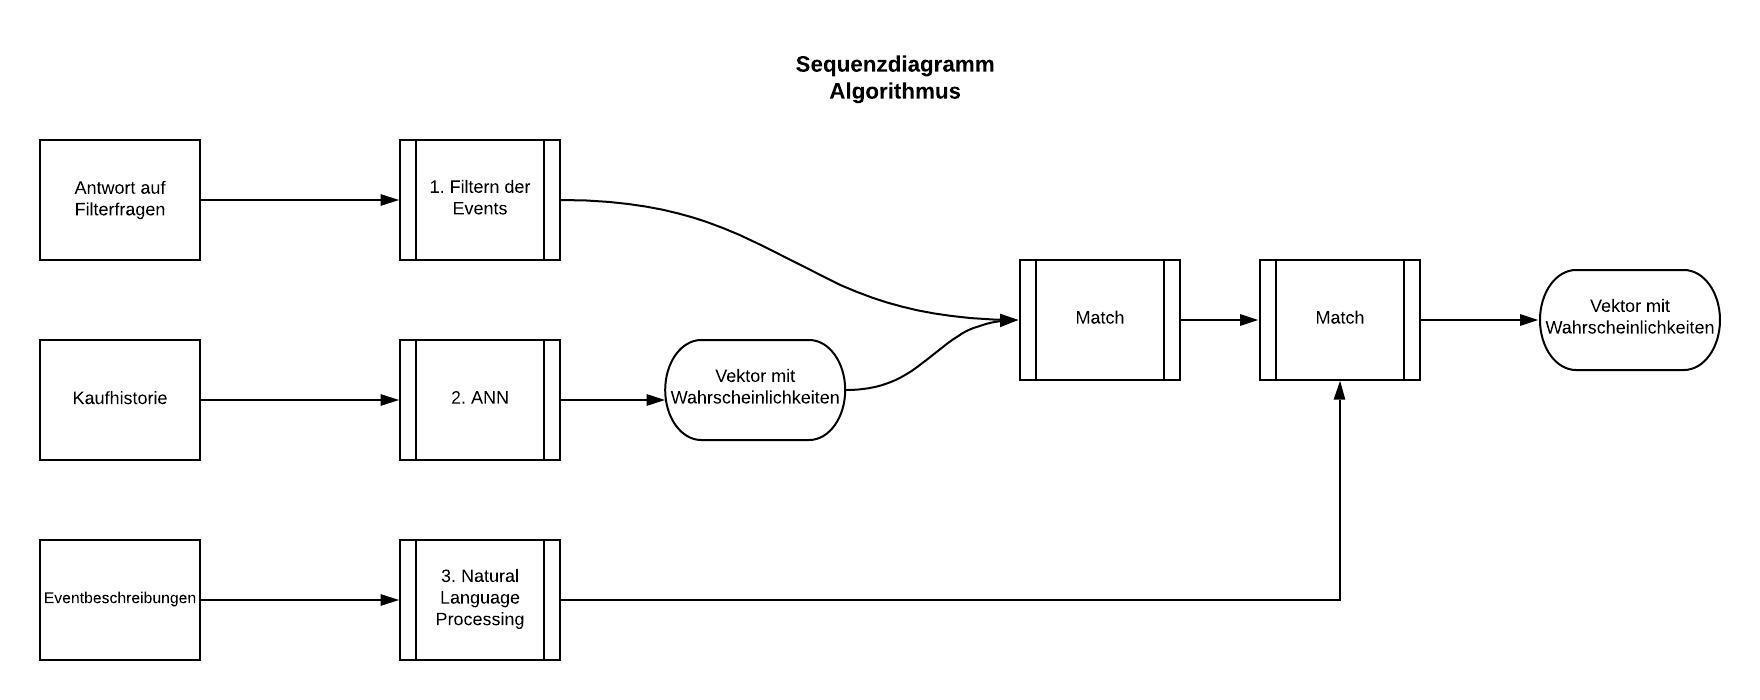 Sequenzdiagramm
Algorithmus
Antwort auf
Filterfragen
1. Filtern der
Events
Match
Match
Vektor mit
Wahrscheinlichkeiten
Kaufhistorie
2. ANN
Vektor mit
Wahrscheinlichkeiten
Eventbeschreibungen
3. Natural
Language
Processing